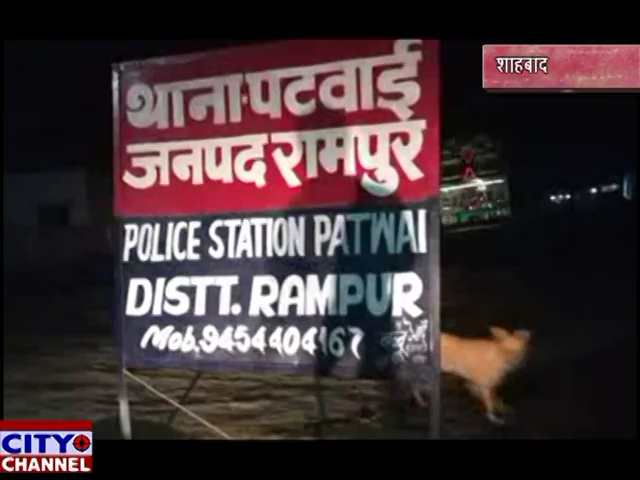 शाहबाद
थाना-पटवाई
जनपद रामपुर
POLICE STATION PATWAI
DISTT. RAMPUR
Mob. 9454404167
CITY
CHANNEL